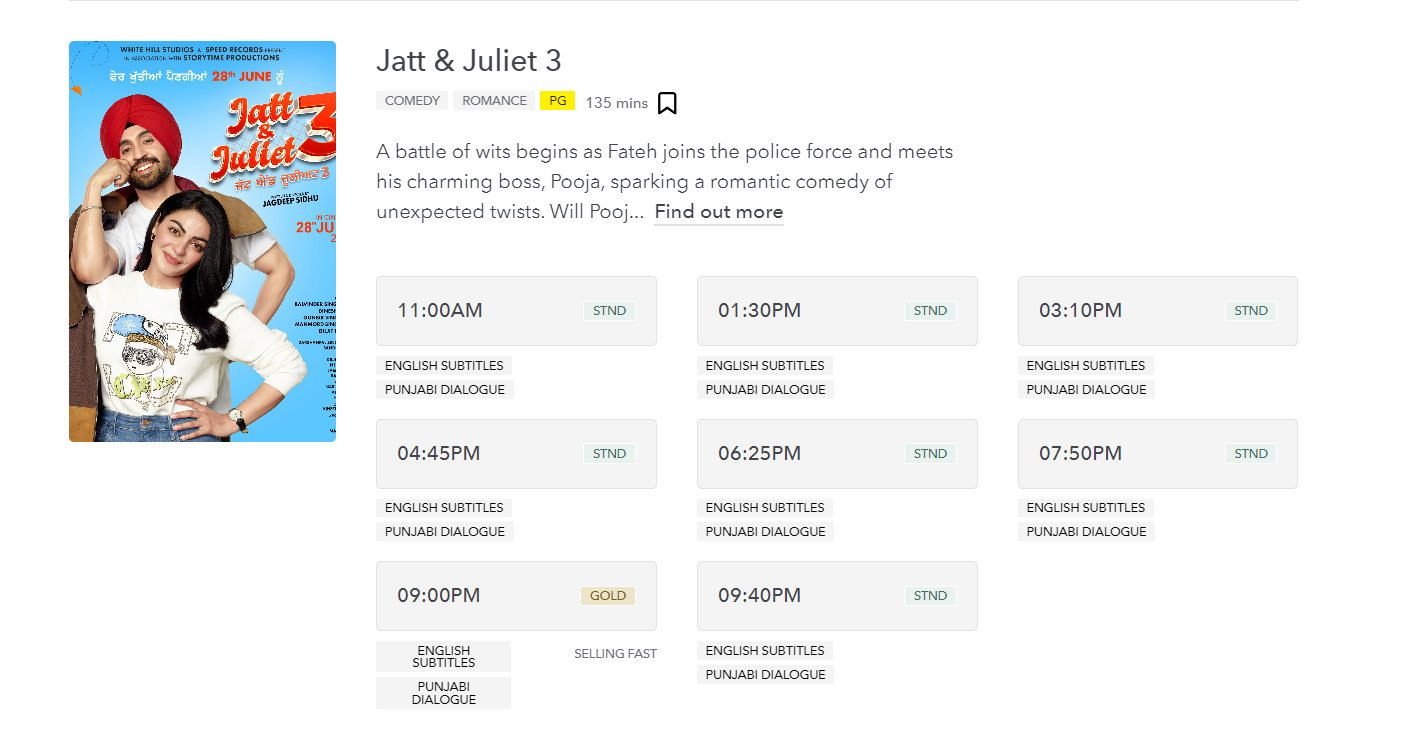 WHITE HILL STUDIOS & SPEED RECORDS PRESENT
IN ASSOCIATION WITH STORYTIME PRODUCTIONS
ਫੇਰ ਖੁੱਤੀਆਂ ਪੈਣਗੀਆਂ 28th JUNE ਨੂੰ
Jatt
&
Juliet 3
ਜੱਟ ਐਂਡ ਜੂਲੀਅਟ 3
JAGDEEP SIDHU
IN CIN
28th JU
2
Jatt & Juliet 3
COMEDY ROMANCE PG 135 mins
A battle of wits begins as Fateh joins the police force and meets
his charming boss, Pooja, sparking a romantic comedy of
unexpected twists. Will Pooj... Find out more
11:00AM STND 01:30PM STND 03:10PM STND
ENGLISH SUBTITLES ENGLISH SUBTITLES ENGLISH SUBTITLES
PUNJABI DIALOGUE PUNJABI DIALOGUE PUNJABI DIALOGUE
04:45PM STND 06:25PM STND 07:50PM STND
ENGLISH SUBTITLES ENGLISH SUBTITLES ENGLISH SUBTITLES
PUNJABI DIALOGUE PUNJABI DIALOGUE PUNJABI DIALOGUE
09:00PM GOLD 09:40PM STND
ENGLISH
SUBTITLES
SELLING FAST
PUNJABI
DIALOGUE
ENGLISH SUBTITLES
PUNJABI DIALOGUE